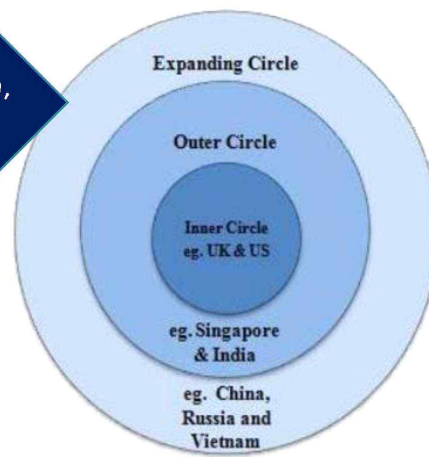 Expanding Circle
Outer Circle
Inner Circle
eg. UK & US
eg. Singapore
& India
eg. China,
Russia and
Vietnam